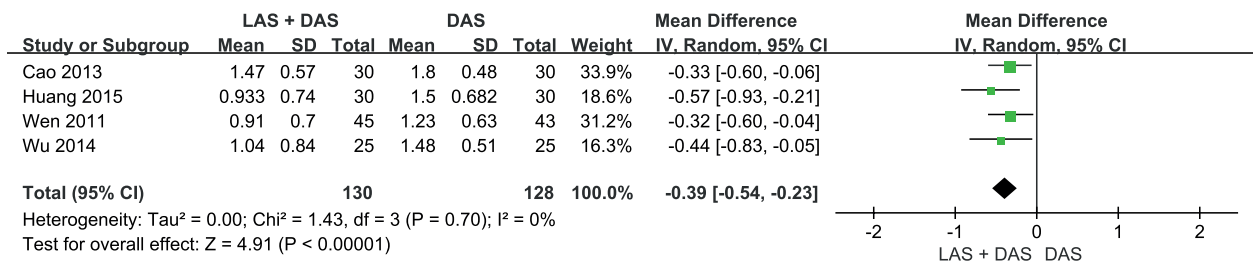 LAS + DAS DAS Mean Difference Mean Difference
Study or Subgroup Mean SD Total Mean SD Total Weight IV, Random, 95% CI IV, Random, 95% CI
Cao 2013 1.47 0.57 30 1.8 0.48 30 33.9% -0.33 [-0.60, -0.06]
Huang 2015 0.933 0.74 30 1.5 0.682 30 18.6% -0.57 [-0.93, -0.21]
Wen 2011 0.91 0.7 45 1.23 0.63 43 31.2% -0.32 [-0.60, -0.04]
Wu 2014 1.04 0.84 25 1.48 0.51 25 16.3% -0.44 [-0.83, -0.05]
Total (95% CI) 130 128 100.0% -0.39 [-0.54, -0.23]
Heterogeneity: Tau² = 0.00; Chi² = 1.43, df = 3 (P = 0.70); I² = 0%
Test for overall effect: Z = 4.91 (P < 0.00001)
-2 -1 0 1 2
LAS + DAS DAS